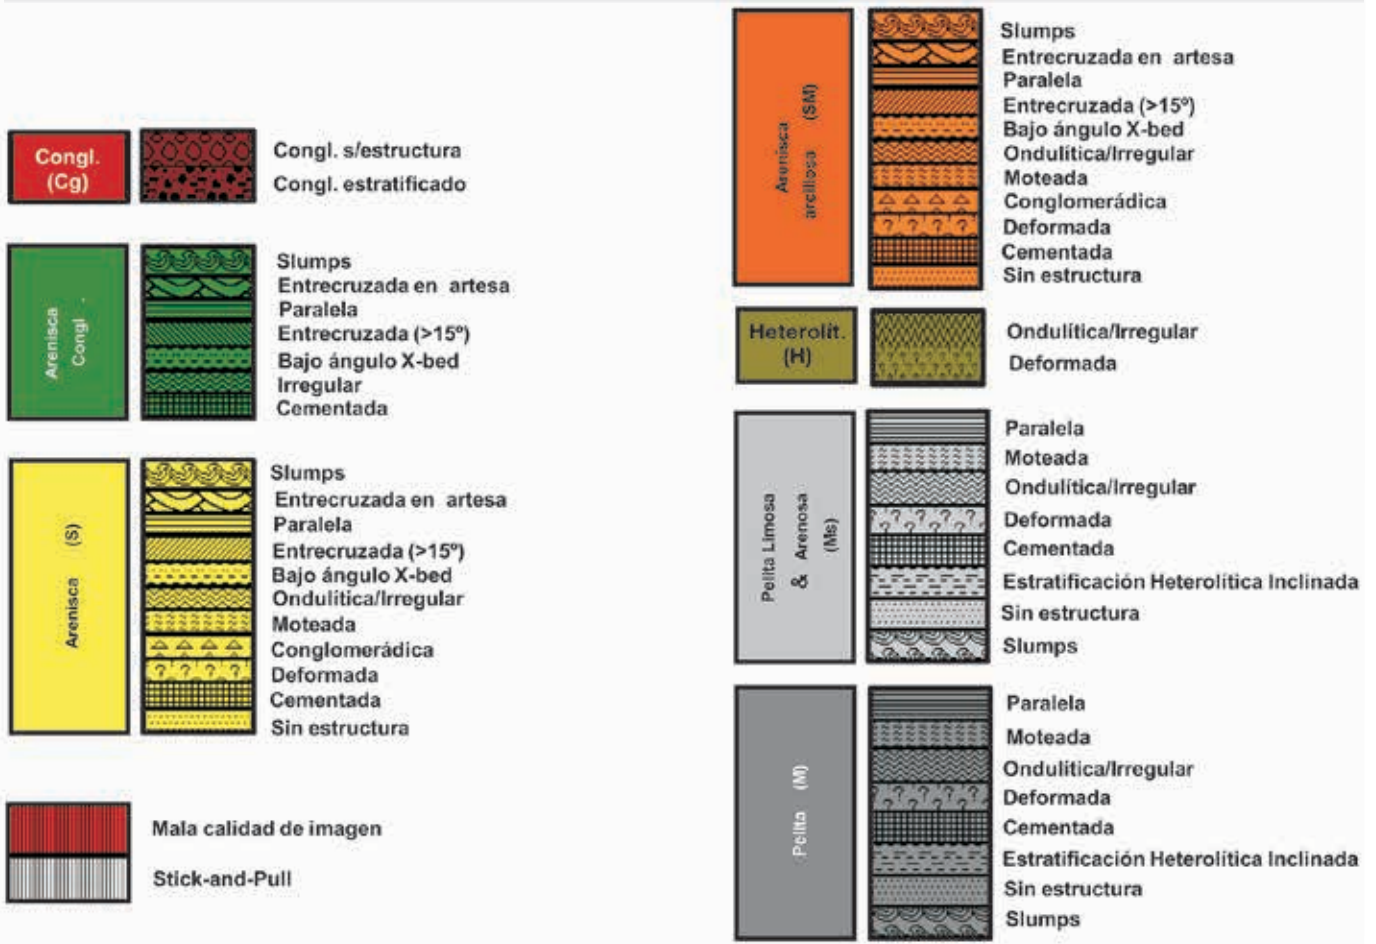 Congl.
(Cg)
Congl. s/estructura
Congl. estratificado
Arenisca
Congl .
Slumps
Entrecruzada en artesa
Paralela
Entrecruzada (>15º)
Bajo ángulo X-bed
Irregular
Cementada
Arenisca (S)
Slumps
Entrecruzada en artesa
Paralela
Entrecruzada (>15º)
Bajo ángulo X-bed
Ondulítica/Irregular
Moteada
Conglomerádica
Deformada
Cementada
Sin estructura
Mala calidad de imagen
Stick-and-Pull
Arenisca
arcillosa (SM)
Slumps
Entrecruzada en artesa
Paralela
Entrecruzada (>15º)
Bajo ángulo X-bed
Ondulítica/Irregular
Moteada
Conglomerádica
Deformada
Cementada
Sin estructura
Heterolít.
(H)
Ondulítica/Irregular
Deformada
Pelita Limosa
& Arenosa
(Ms)
Paralela
Moteada
Ondulítica/Irregular
Deformada
Cementada
Estratificación Heterolítica Inclinada
Sin estructura
Slumps
Pelita (M)
Paralela
Moteada
Ondulítica/Irregular
Deformada
Cementada
Estratificación Heterolítica Inclinada
Sin estructura
Slumps